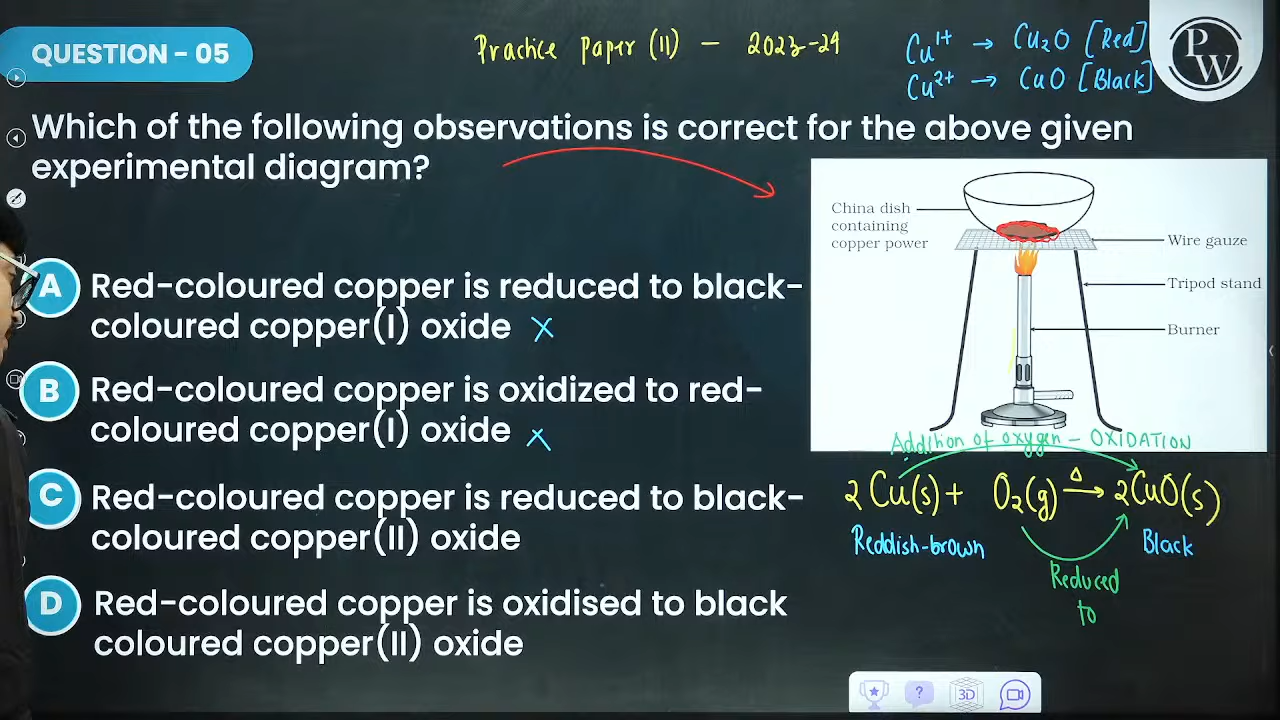 QUESTION - 05
Practice Paper (II) - 2023-24
Cu¹⁺ → Cu₂O [Red]
Cu²⁺ → CuO [Black]
PW
Which of the following observations is correct for the above given
experimental diagram?
China dish
containing
copper power
Wire gauze
Tripod stand
Burner
A Red-coloured copper is reduced to black-
coloured copper(I) oxide X
B Red-coloured copper is oxidized to red-
coloured copper(I) oxide X
C Red-coloured copper is reduced to black-
coloured copper(II) oxide
D Red-coloured copper is oxidised to black
coloured copper(II) oxide
Addition of oxygen - OXIDATION
2Cu(s) + O₂(g) —Δ→ 2CuO(s)
Reddish-brown
Black
Reduced
to
?
3D